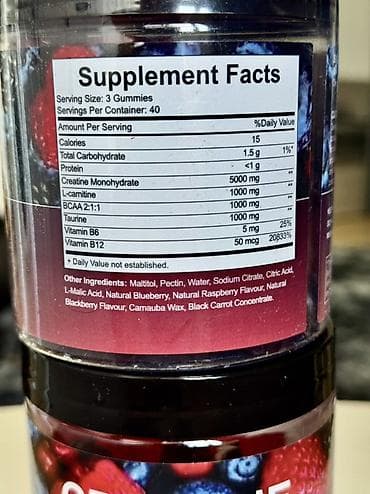 Supplement Facts
Serving Size: 3 Gummies
Servings Per Container: 40
Amount Per Serving %Daily Value
Calories 15
Total Carbohydrate 1.5 g 1%*
Protein <1 g
Creatine Monohydrate 5000 mg **
L-carnitine 1000 mg **
BCAA 2:1:1 1000 mg **
Taurine 1000 mg **
Vitamin B6 5 mg 25%
Vitamin B12 50 mcg 20833%
* Daily Value not established.
Other Ingredients: Maltitol, Pectin, Water, Sodium Citrate, Citric Acid,
L-Malic Acid, Natural Blueberry, Natural Raspberry Flavour, Natural
Blackberry Flavour, Carnauba Wax, Black Carrot Concentrate.